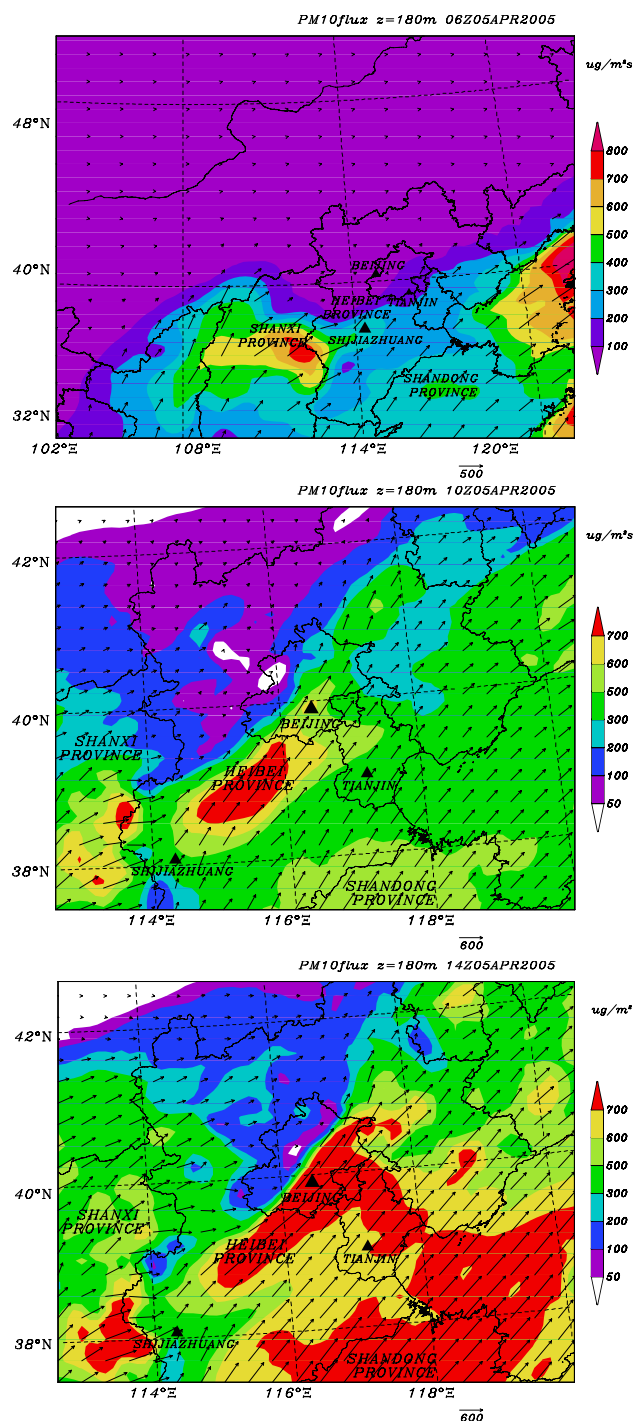 PM10flux z=180m 06Z05APR2005
ug/m²s
48°N
40°N
32°N
800
700
600
500
400
300
200
100
BEIJING
HEIBEI TIANJIN
BROVINCE
SHANXI
PROVINCE
SHIJIAZHUANG
SHANDONG
PROVINCE
102°Ξ 108°Ξ 114°Ξ 120°Ξ
500
PM10flux z=180m 10Z05APR2005
ug/m²s
42°N
40°N
38°N
700
600
500
400
300
200
100
50
BEIJING
SHANXI
PROVINCE
HEIBEI
PROVINCE
TIANJIN
SHIJIAZHUANG
SHANDONG
PROVINCE
114°Ξ 116°Ξ 118°Ξ
600
PM10flux z=180m 14Z05APR2005
ug/m²
42°N
40°N
38°N
700
600
500
300
200
100
50
BEIJING
SHANXI
PROVINCE
HEIBEI
PROVINCE
TIANJIN
SHIJIAZHUANG
SHANDONG
PROVINCE
114°Ξ 116°Ξ 118°Ξ
600